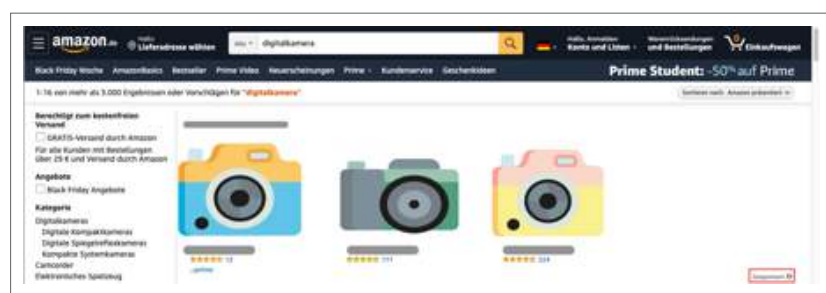 amazon.de
Hallo
Lieferadresse wählen
Alle
digitalkamera
Hallo, Anmelden
Konto und Listen
Warenrücksendungen
und Bestellungen
0
Einkaufswagen
Black Friday Woche AmazonBasics Bestseller Prime Video Neuerscheinungen Prime Kundenservice Geschenkideen
Prime Student: -50% auf Prime
1-16 von mehr als 3.000 Ergebnissen oder Vorschlägen für "digitalkamera"
Sortieren nach: Amazon präsentiert
Berechtigt zum kostenfreien
Versand
GRATIS-Versand durch Amazon
Für alle Kunden mit Bestellungen
über 29 € und Versand durch Amazon
Angebote
Black Friday Angebote
Kategorie
Digitalkameras
Digitale Kompaktkameras
Digitale Spiegelreflexkameras
Kompakte Systemkameras
Camcorder
Elektronisches Spielzeug
prime
Gesponsert